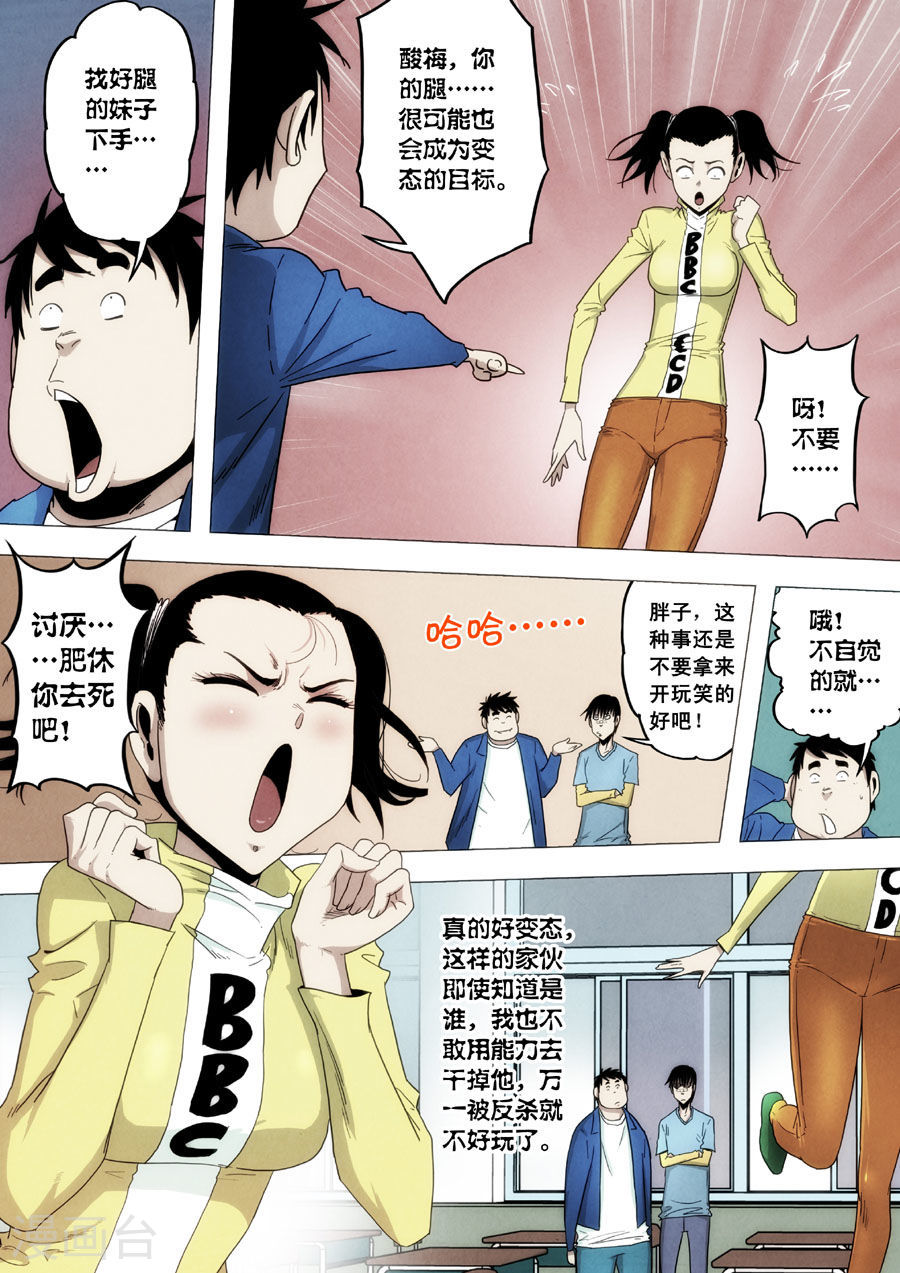 找好腿
的妹子
下手……
……
酸梅，你
的腿……
很可能也
会成为变
态的目标。
BBC
ECD
呀！
不要
……
讨厌……
……肥休
你去死
吧！
哈哈……
胖子，这
种事还是
不要拿来
开玩笑的
好吧！
哦！
不自觉
的就……
……
BBC
CD
真的好变态，
这样的家伙
即使知道是
谁，我也不
敢用能力去
干掉他，万
一被反杀就
不好玩了。
漫画台